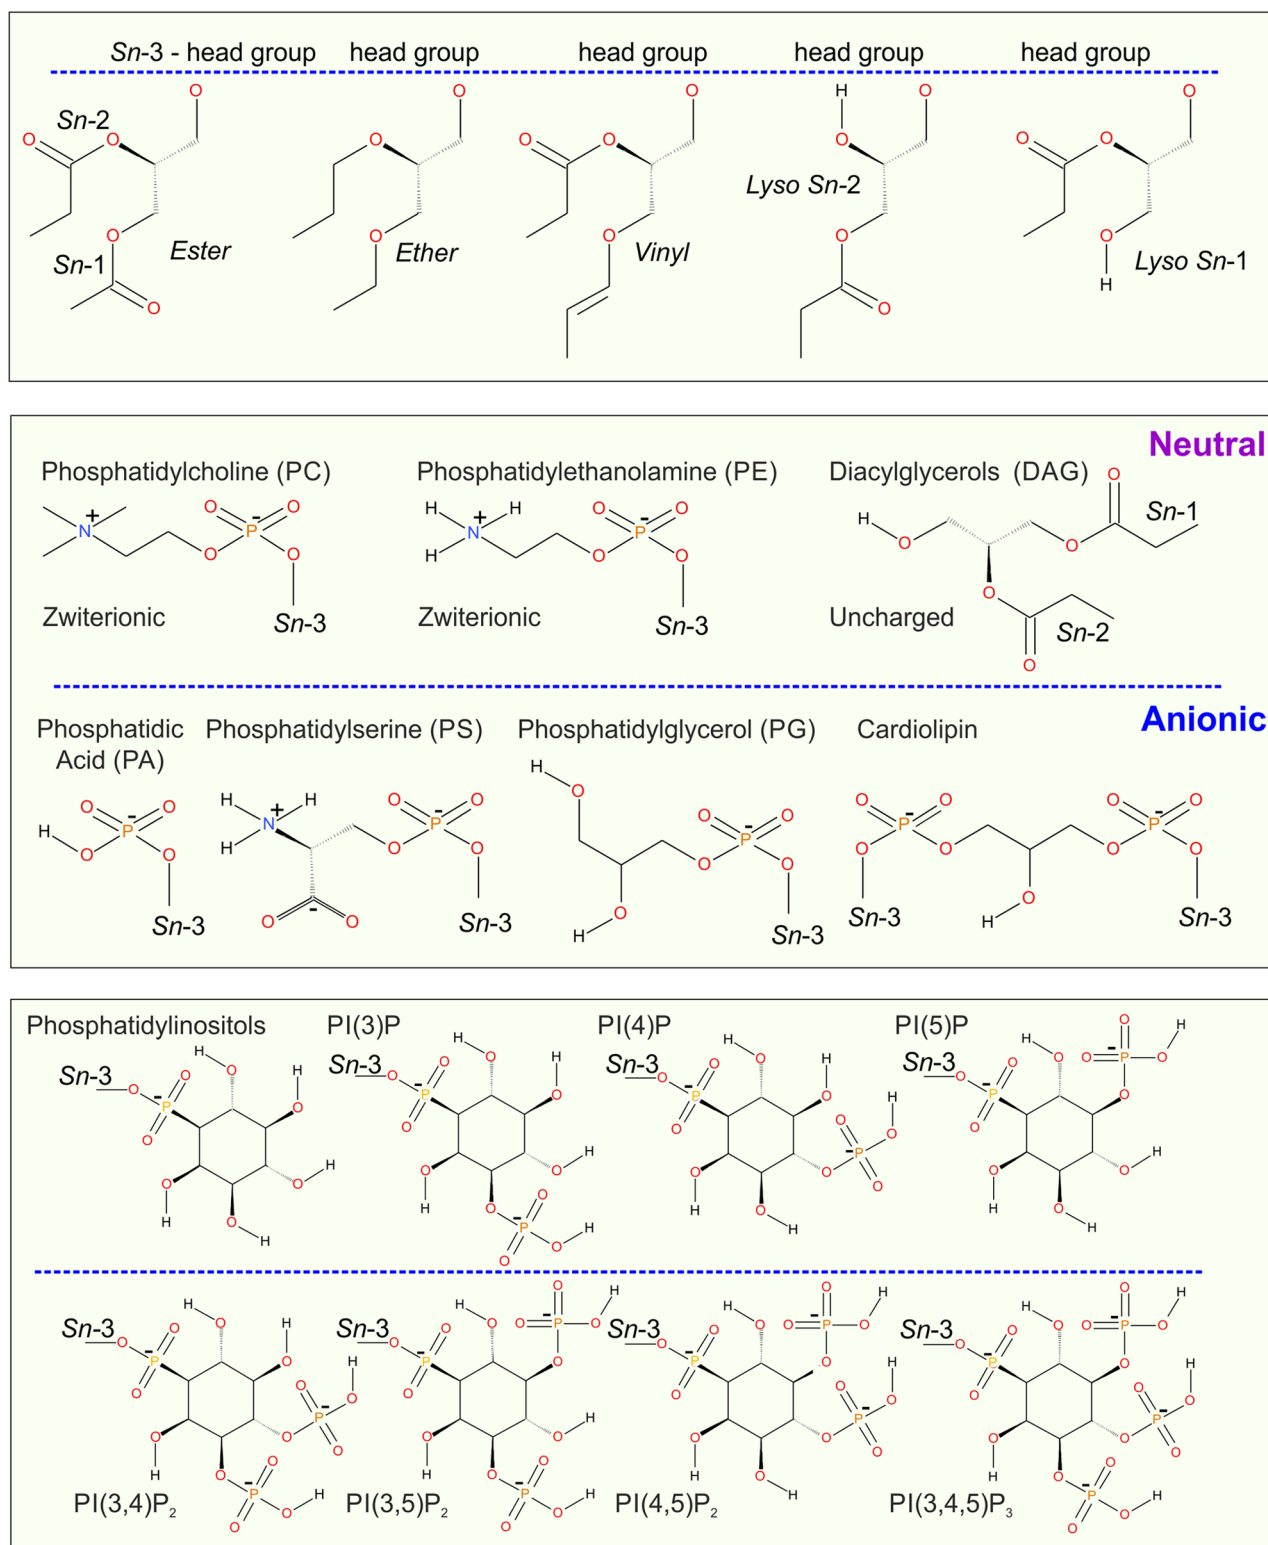 Sn-3 - head group head group head group head group head group
Sn-2
Sn-1
Ester
Ether
Vinyl
Lyso Sn-2
Lyso Sn-1
O O O O O
O O O O O
O O O O O
O O H
O O H
Neutral
Phosphatidylcholine (PC)
N + O P - O
O O
Zwiterionic
Sn-3
Phosphatidylethanolamine (PE)
H H
N + O P - O
H O O
Zwiterionic
Sn-3
Diacylglycerols (DAG)
O
H Sn-1
O O
O
Uncharged
Sn-2
O
Anionic
Phosphatidic
Acid (PA)
O O
H P -
O O
Sn-3
Phosphatidylserine (PS)
H H O O
N + P -
H O O
O - O
Sn-3
Phosphatidylglycerol (PG)
H
O O O
P -
O O
O
H
Sn-3
Cardiolipin
O O O O
P - P -
O O O O
O
H
Sn-3 Sn-3
Phosphatidylinositols
Sn-3
PI(3)P
Sn-3
PI(4)P
Sn-3
PI(5)P
Sn-3
Sn-3
PI(3,4)P2
Sn-3
PI(3,5)P2
Sn-3
PI(4,5)P2
Sn-3
PI(3,4,5)P3